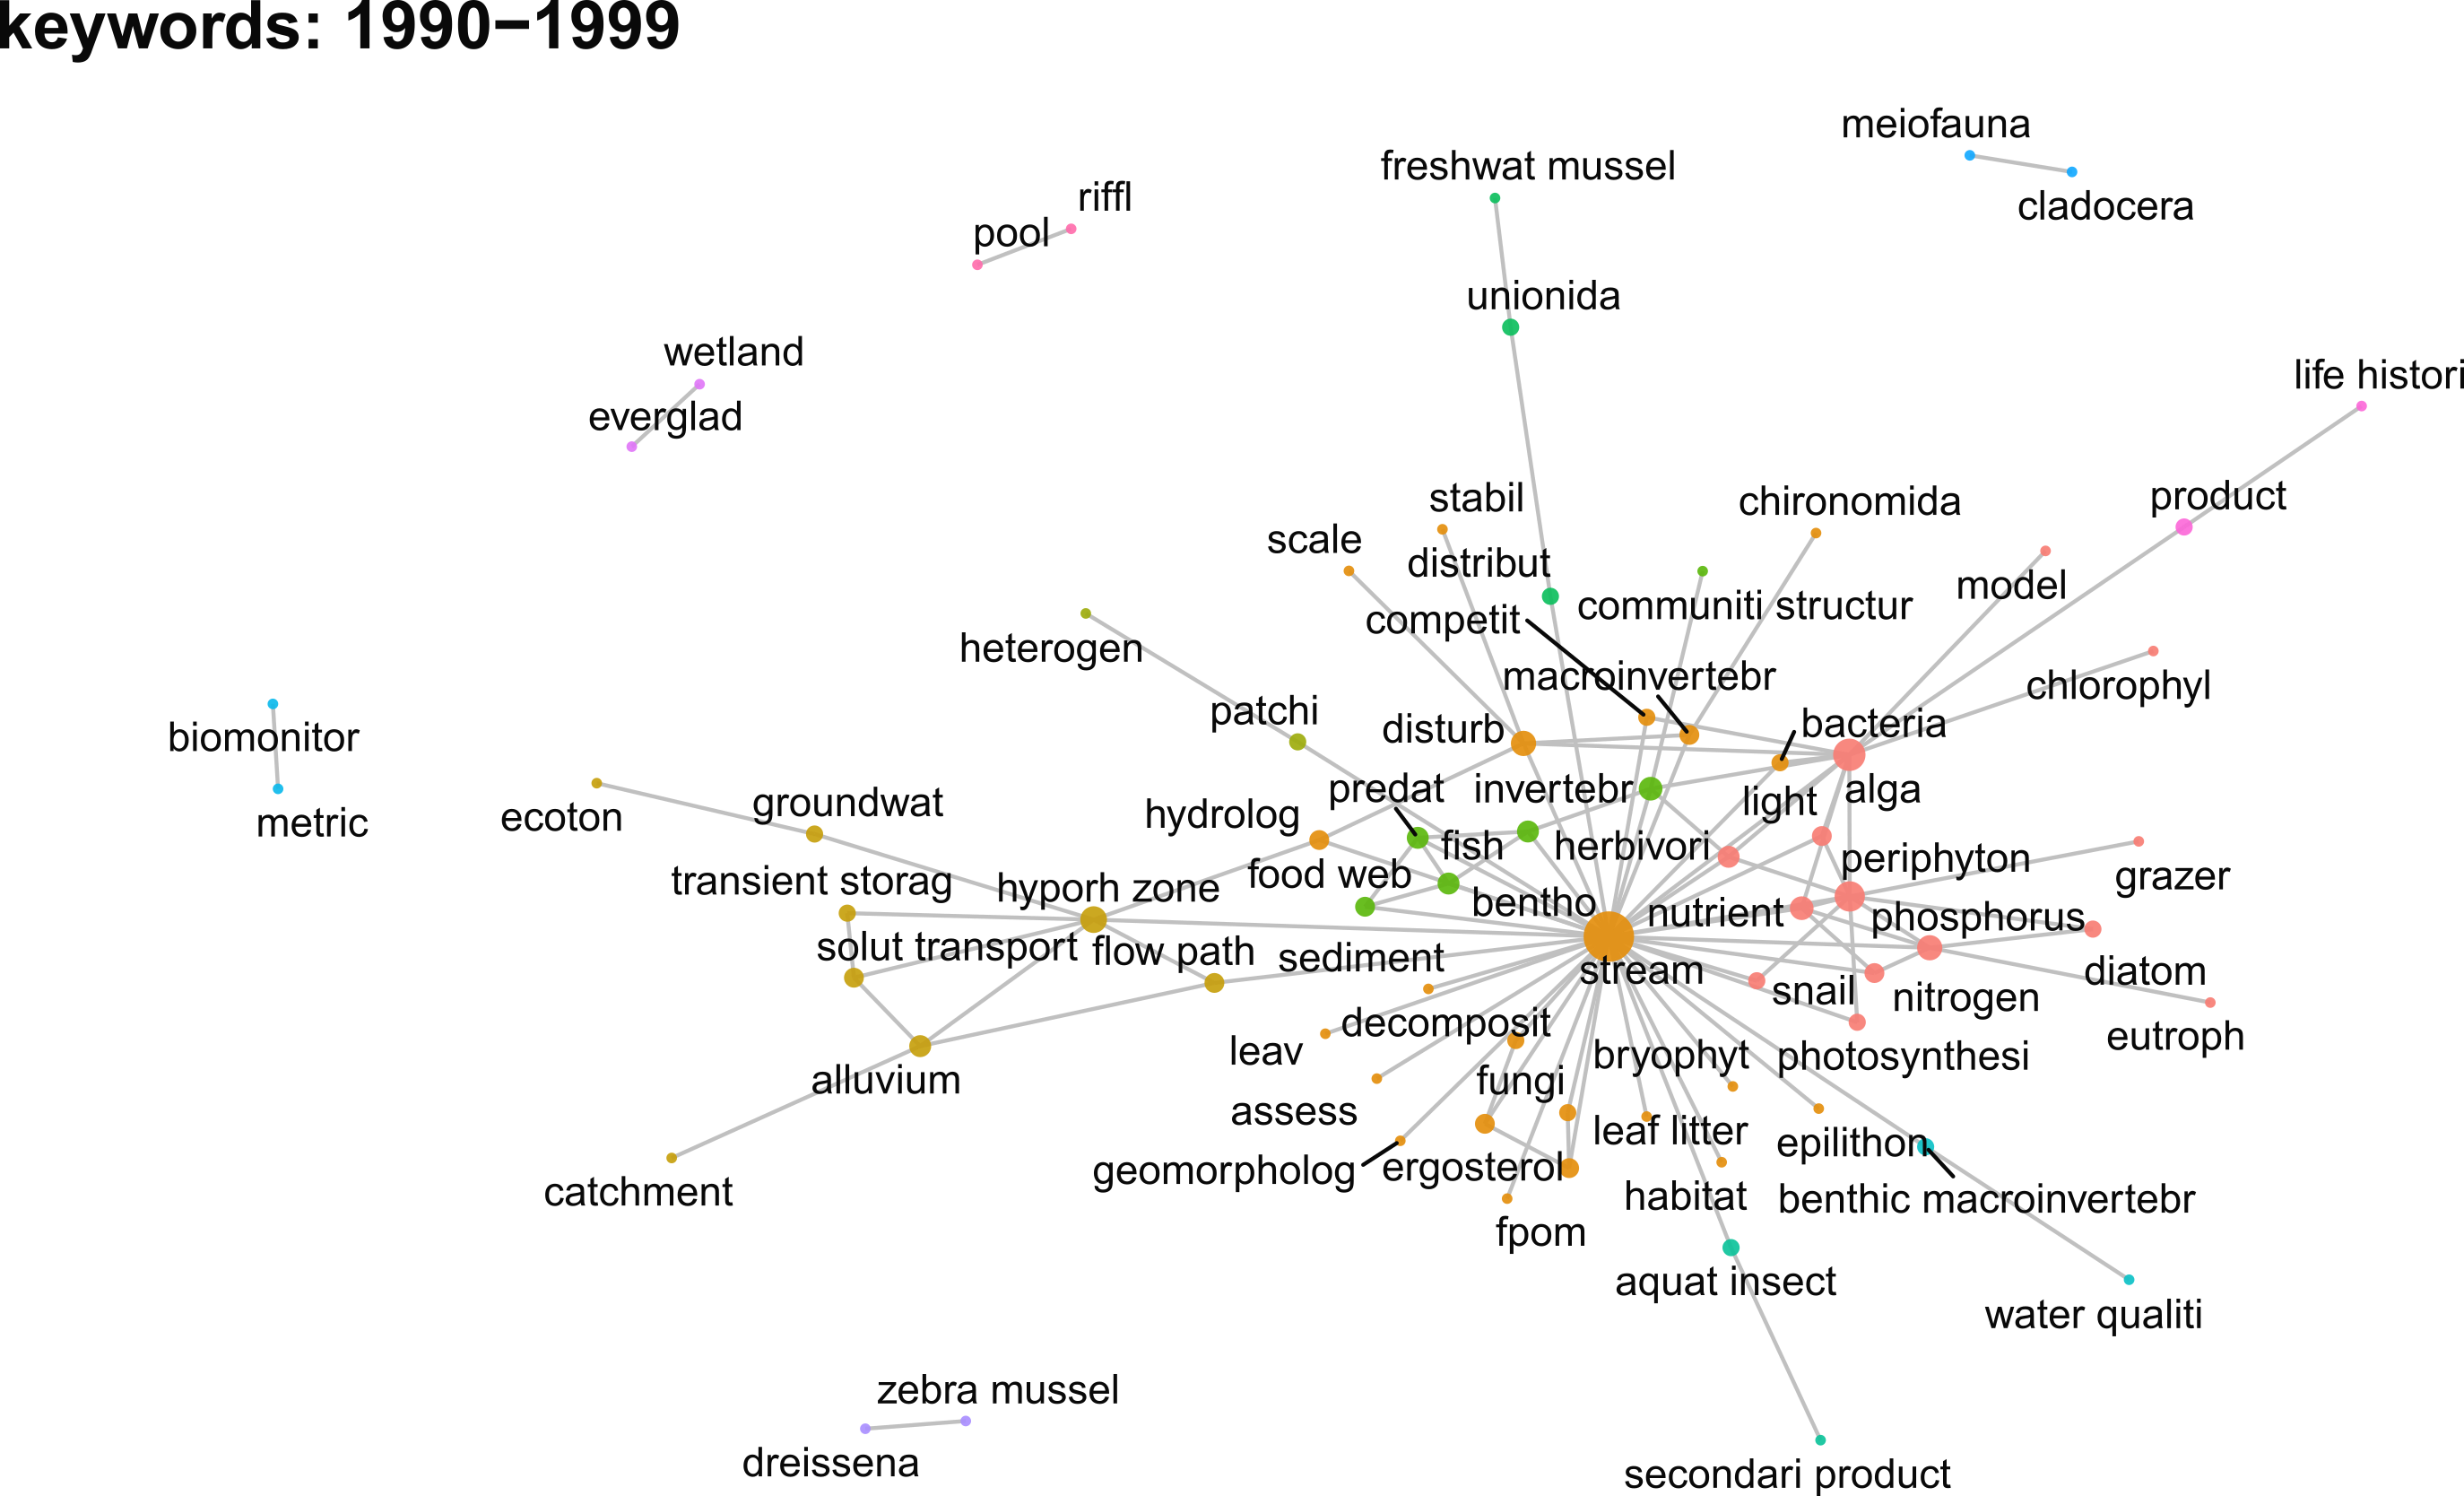 keywords: 1990−1999
meiofauna
freshwat mussel
riffl
cladocera
pool
unionida
wetland
life histori
everglad
stabil
product
chironomida
scale
distribut
model
communiti structur
competit
heterogen
macroinvertebr
chlorophyl
patchi
bacteria
disturb
biomonitor
predat
invertebr
light
alga
groundwat
hydrolog
ecoton
metric
fish
herbivori
periphyton
food web
grazer
transient storag
hyporh zone
bentho
nutrient
phosphorus
solut transport
flow path
sediment
stream
diatom
snail
nitrogen
decomposit
leav
eutroph
bryophyt
photosynthesi
alluvium
fungi
assess
leaf litter
epilithon
geomorpholog
ergosterol
catchment
habitat
benthic macroinvertebr
fpom
aquat insect
water qualiti
zebra mussel
dreissena
secondari product